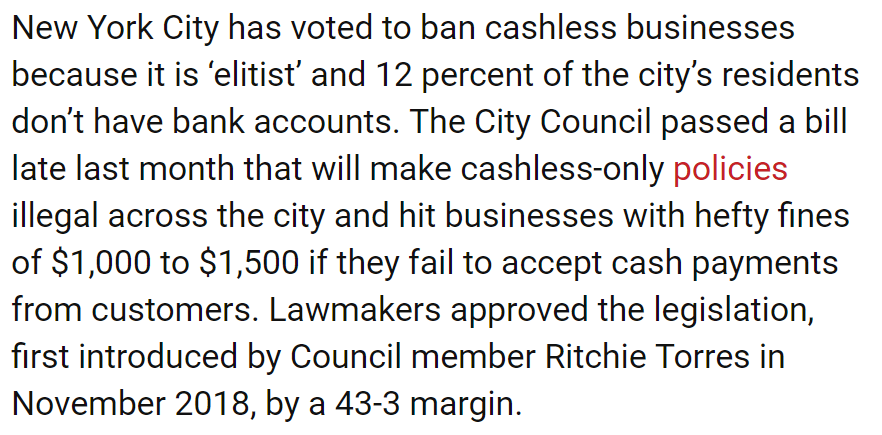 New York City has voted to ban cashless businesses
because it is ‘elitist’ and 12 percent of the city’s residents
don’t have bank accounts. The City Council passed a bill
late last month that will make cashless-only policies
illegal across the city and hit businesses with hefty fines
of $1,000 to $1,500 if they fail to accept cash payments
from customers. Lawmakers approved the legislation,
first introduced by Council member Ritchie Torres in
November 2018, by a 43-3 margin.